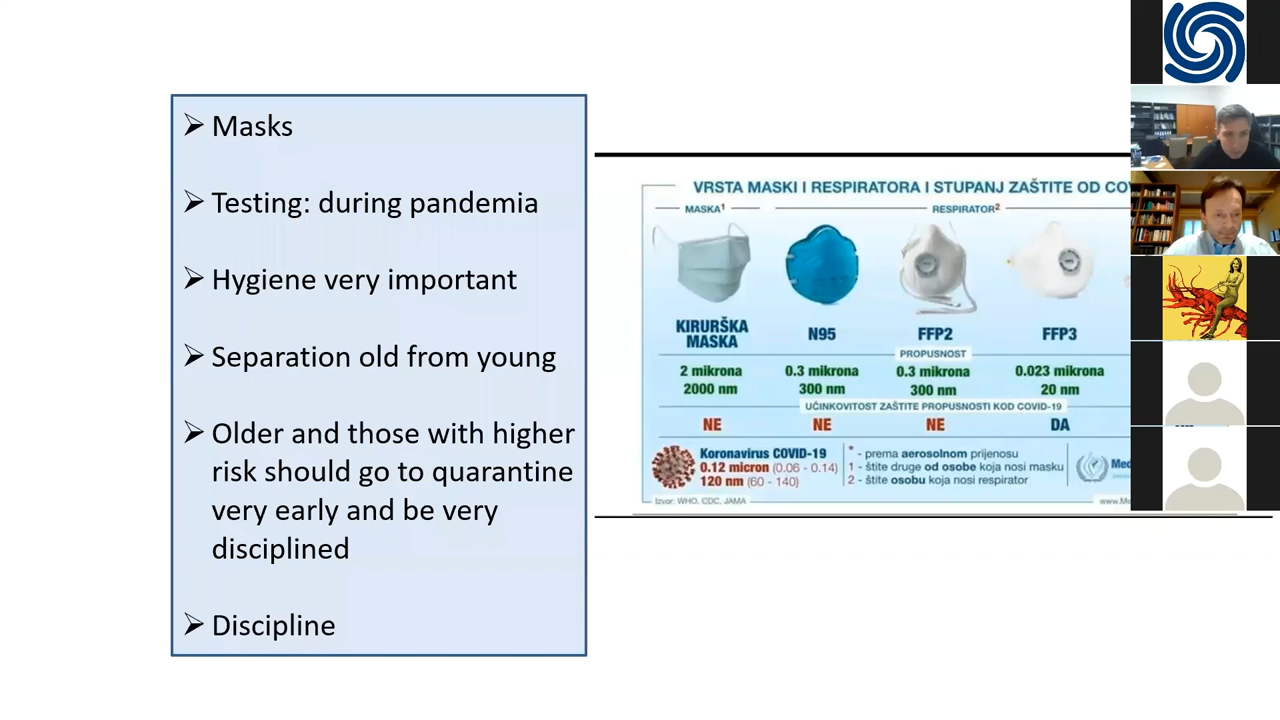 ➢ Masks
➢ Testing: during pandemia
➢ Hygiene very important
➢ Separation old from young
➢ Older and those with higher
risk should go to quarantine
very early and be very
disciplined
➢ Discipline
VRSTA MASKI I RESPIRATORA I STUPANJ ZAŠTITE OD COV
MASKA1 RESPIRATOR2
KIRURŠKA
MASKA
N95 FFP2 FFP3
PROPUSNOST
2 mikrona 0.3 mikrona 0.3 mikrona 0.023 mikrona
2000 nm 300 nm 300 nm 20 nm
UČINKOVITOST ZAŠTITE PROPUSNOSTI KOD COVID-19
NE NE NE DA
Koronavirus COVID-19
0.12 micron (0.06 - 0.14)
120 nm (60 - 140)
* - prema aerosolnom prijenosu
1 - štite druge od osobe koja nosi masku
2 - štite osobu koja nosi respirator
Med
Izvor: WHO, CDC, JAMA
www.Me